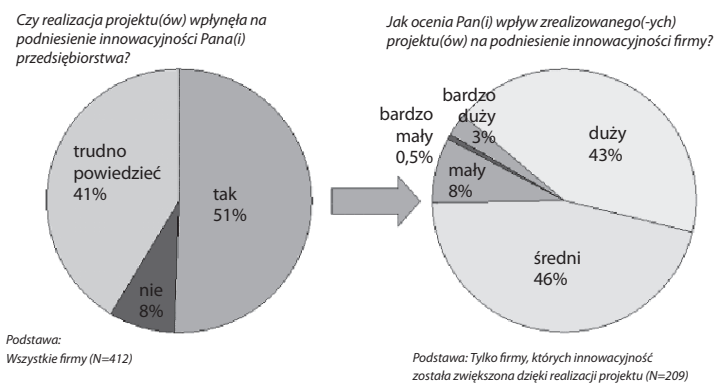 Czy realizacja projektu(ów) wpłynęła na
podniesienie innowacyjności Pana(i)
przedsiębiorstwa?
trudno
powiedzieć
41%
tak
51%
nie
8%
Podstawa:
Wszystkie firmy (N=412)
Jak ocenia Pan(i) wpływ zrealizowanego(-ych)
projektu(ów) na podniesienie innowacyjności firmy?
bardzo
duży
3%
bardzo
mały
0,5%
duży
43%
mały
8%
średni
46%
Podstawa: Tylko firmy, których innowacyjność
została zwiększona dzięki realizacji projektu (N=209)